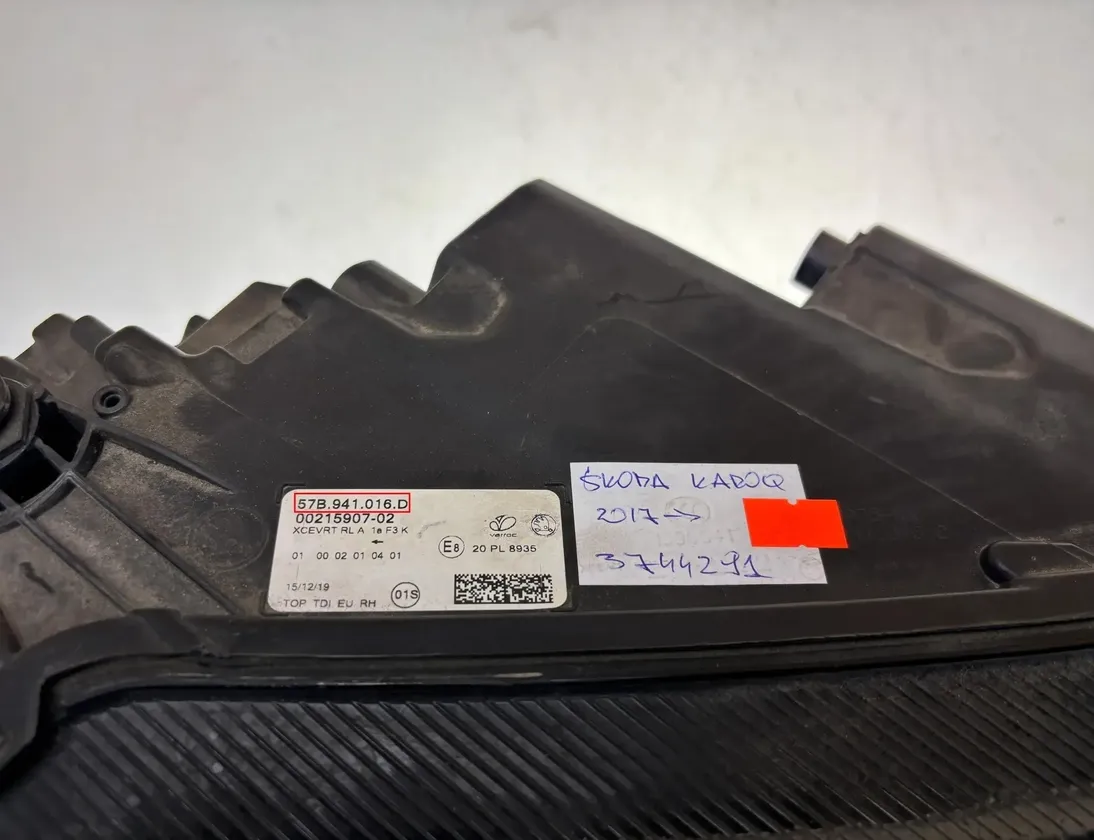 57B.941.016.D
00215907-02
XCEVRT RL A 1a F3 K
01 00 02 01 04 01
E8 20 PL 8935
varroc
15/12/19
01S
TOP TDI EU RH
ŠKODA KAROQ
2017→
3744291